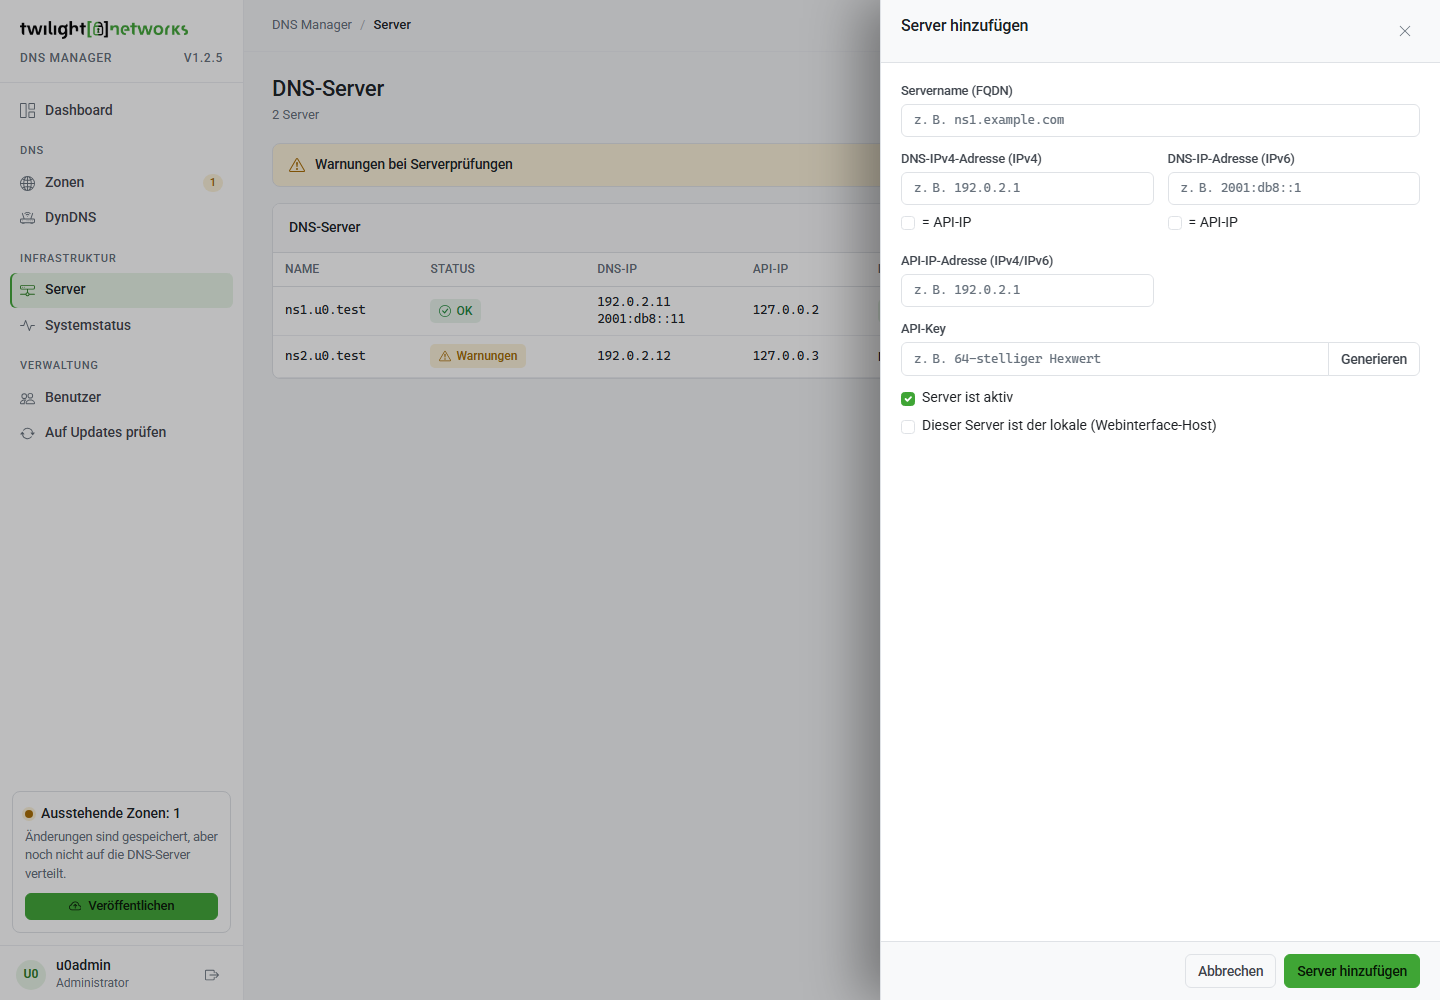 twilight[]networks
DNS MANAGER V1.2.5
Dashboard
DNS
Zonen 1
DynDNS
INFRASTRUKTUR
Server
Systemstatus
VERWALTUNG
Benutzer
Auf Updates prüfen
Ausstehende Zonen: 1
Änderungen sind gespeichert, aber
noch nicht auf die DNS-Server
verteilt.
Veröffentlichen
U0 u0admin
Administrator
DNS Manager / Server
DNS-Server
2 Server
Warnungen bei Serverprüfungen
DNS-Server
NAME STATUS DNS-IP API-IP
ns1.u0.test OK 192.0.2.11 127.0.0.2
2001:db8::11
ns2.u0.test Warnungen 192.0.2.12 127.0.0.3
Server hinzufügen
Servername (FQDN)
z. B. ns1.example.com
DNS-IPv4-Adresse (IPv4) DNS-IP-Adresse (IPv6)
z. B. 192.0.2.1 z. B. 2001:db8::1
= API-IP = API-IP
API-IP-Adresse (IPv4/IPv6)
z. B. 192.0.2.1
API-Key
z. B. 64-stelliger Hexwert Generieren
Server ist aktiv
Dieser Server ist der lokale (Webinterface-Host)
Abbrechen Server hinzufügen